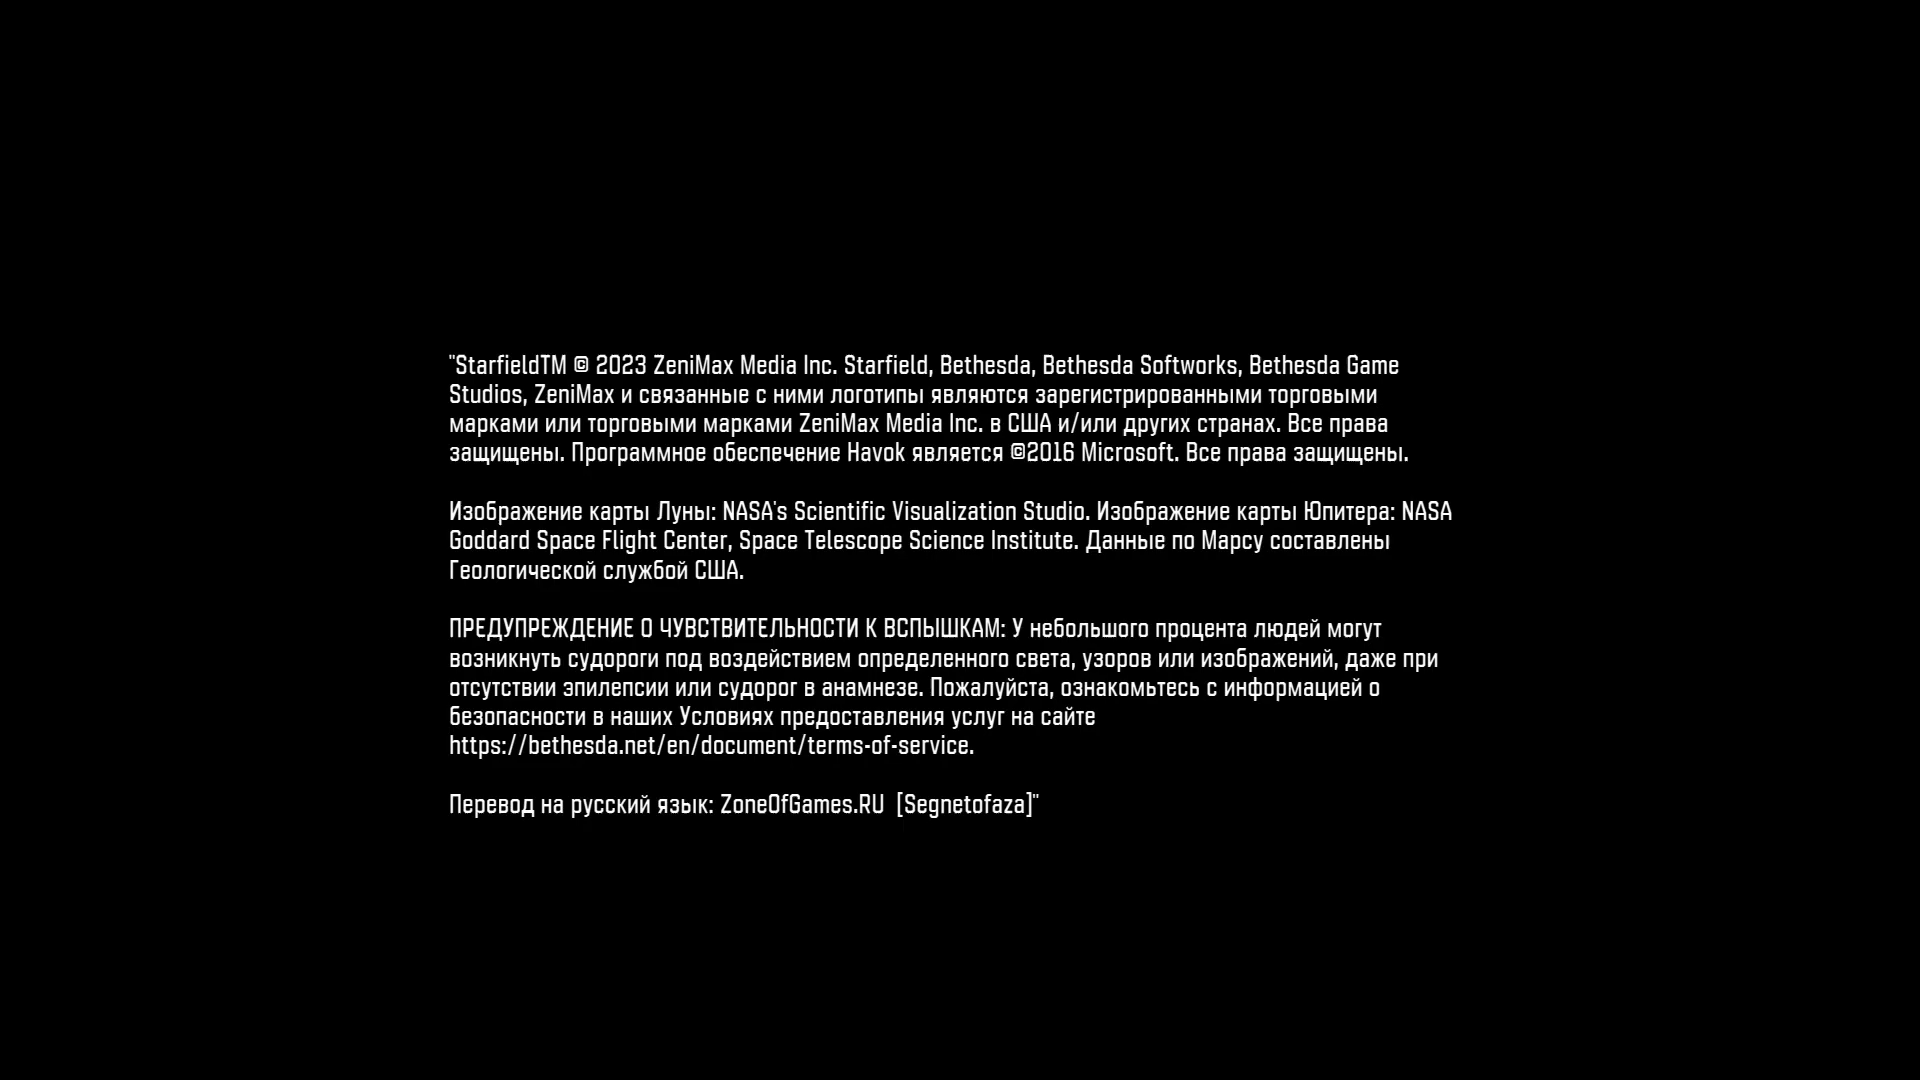 "StarfieldTM © 2023 ZeniMax Media Inc. Starfield, Bethesda, Bethesda Softworks, Bethesda Game
Studios, ZeniMax и связанные с ними логотипы являются зарегистрированными торговыми
марками или торговыми марками ZeniMax Media Inc. в США и/или других странах. Все права
защищены. Программное обеспечение Havok является ©2016 Microsoft. Все права защищены.

Изображение карты Луны: NASA's Scientific Visualization Studio. Изображение карты Юпитера: NASA
Goddard Space Flight Center, Space Telescope Science Institute. Данные по Марсу составлены
Геологической службой США.

ПРЕДУПРЕЖДЕНИЕ О ЧУВСТВИТЕЛЬНОСТИ К ВСПЫШКАМ: У небольшого процента людей могут
возникнуть судороги под воздействием определенного света, узоров или изображений, даже при
отсутствии эпилепсии или судорог в анамнезе. Пожалуйста, ознакомьтесь с информацией о
безопасности в наших Условиях предоставления услуг на сайте
https://bethesda.net/en/document/terms-of-service.

Перевод на русский язык: ZoneOfGames.RU  [Segnetofaza]"